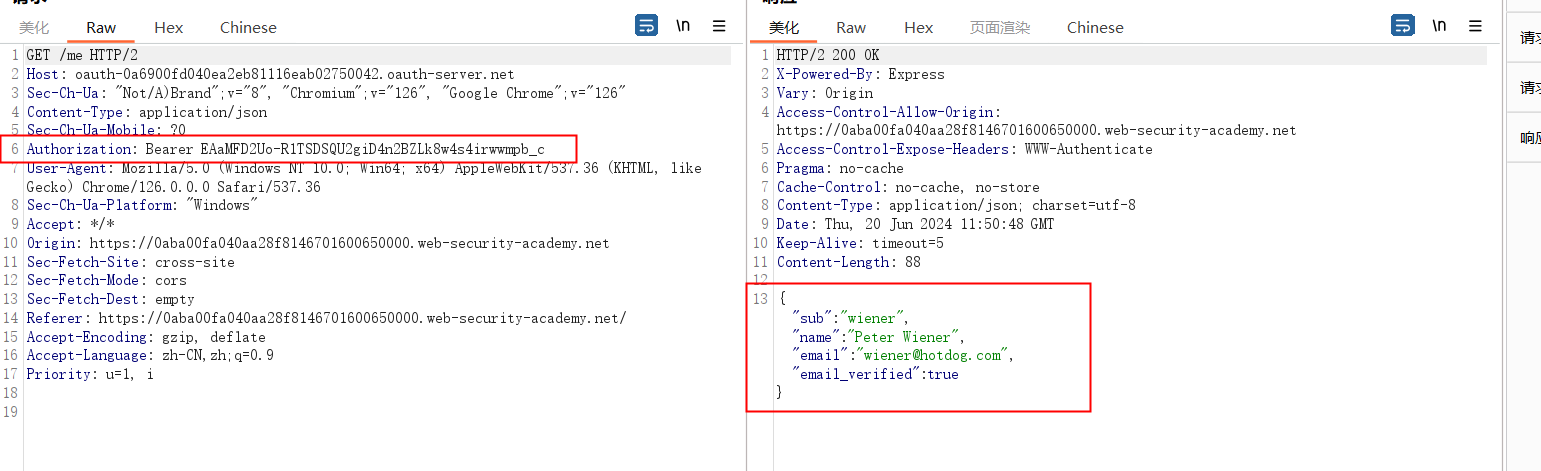 美化 Raw Hex Chinese \n
1 GET /me HTTP/2
2 Host: oauth-0a6900fd040ea2eb81116eab02750042.oauth-server.net
3 Sec-Ch-Ua: "Not/A)Brand";v="8", "Chromium";v="126", "Google Chrome";v="126"
4 Content-Type: application/json
5 Sec-Ch-Ua-Mobile: ?0
6 Authorization: Bearer EAaMFD2Uo-R1TSDSQU2giD4n2BZLk8w4s4irwwmpb_c
7 User-Agent: Mozilla/5.0 (Windows NT 10.0; Win64; x64) AppleWebKit/537.36 (KHTML, like
Gecko) Chrome/126.0.0.0 Safari/537.36
8 Sec-Ch-Ua-Platform: "Windows"
9 Accept: */*
10 Origin: https://0aba00fa040aa28f8146701600650000.web-security-academy.net
11 Sec-Fetch-Site: cross-site
12 Sec-Fetch-Mode: cors
13 Sec-Fetch-Dest: empty
14 Referer: https://0aba00fa040aa28f8146701600650000.web-security-academy.net/
15 Accept-Encoding: gzip, deflate
16 Accept-Language: zh-CN,zh;q=0.9
17 Priority: u=1, i
18
19
美化 Raw Hex 页面渲染 Chinese \n
1 HTTP/2 200 OK
2 X-Powered-By: Express
3 Vary: Origin
4 Access-Control-Allow-Origin:
https://0aba00fa040aa28f8146701600650000.web-security-academy.net
5 Access-Control-Expose-Headers: WWW-Authenticate
6 Pragma: no-cache
7 Cache-Control: no-cache, no-store
8 Content-Type: application/json; charset=utf-8
9 Date: Thu, 20 Jun 2024 11:50:48 GMT
10 Keep-Alive: timeout=5
11 Content-Length: 88
12
13 {
"sub":"wiener",
"name":"Peter Wiener",
"email":"wiener@hotdog.com",
"email_verified":true
}